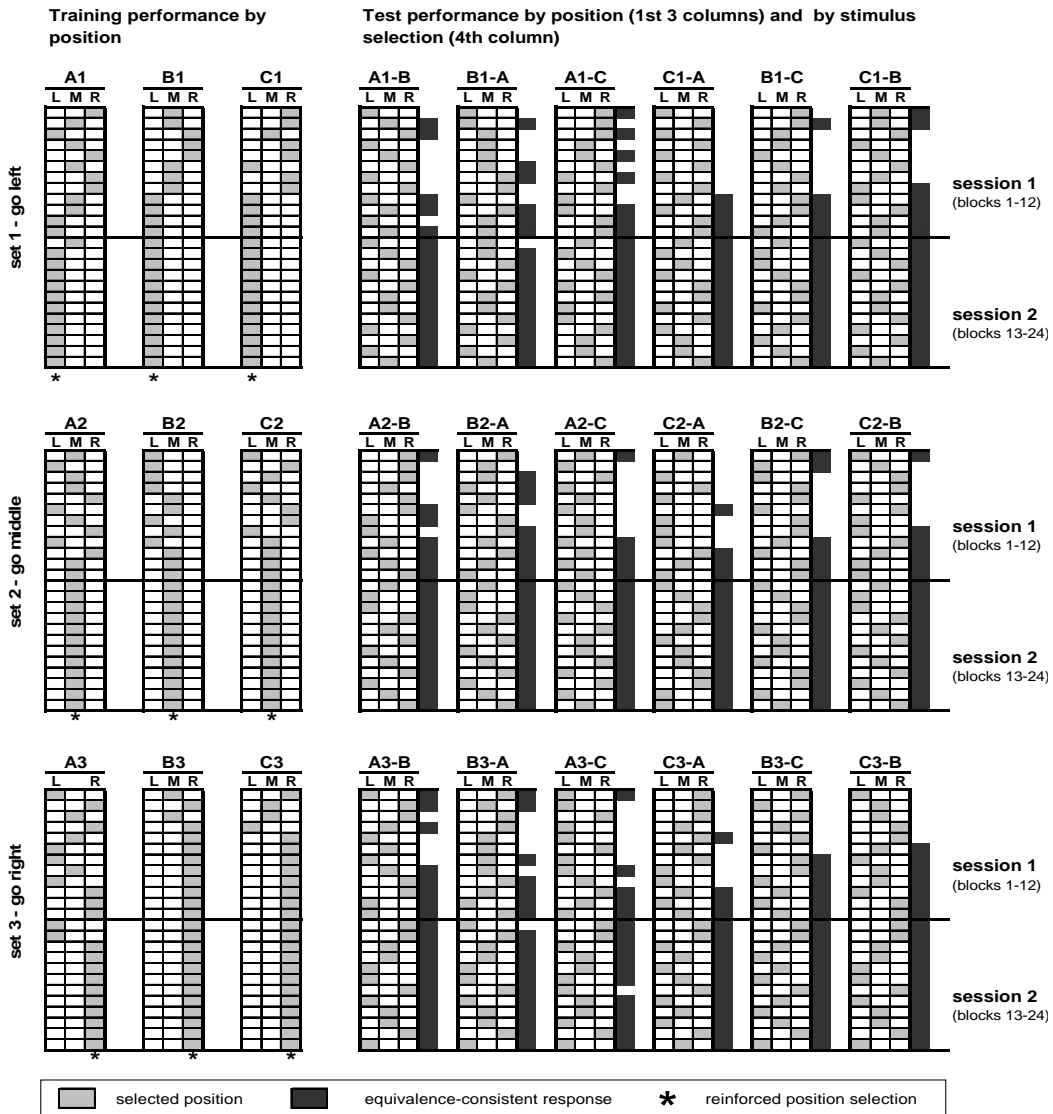 Training performance by
position
Test performance by position (1st 3 columns) and by stimulus
selection (4th column)
A1 B1 C1 A1-B B1-A A1-C C1-A B1-C C1-B
L M R L M R L M R L M R L M R L M R L M R L M R L M R
set 1 - go left
session 1
(blocks 1-12)
session 2
(blocks 13-24)
* * *
A2 B2 C2 A2-B B2-A A2-C C2-A B2-C C2-B
L M R L M R L M R L M R L M R L M R L M R L M R L M R
set 2 - go middle
session 1
(blocks 1-12)
session 2
(blocks 13-24)
* * *
A3 B3 C3 A3-B B3-A A3-C C3-A B3-C C3-B
L R L M R L M R L M R L M R L M R L M R L M R L M R
set 3 - go right
session 1
(blocks 1-12)
session 2
(blocks 13-24)
* * *
selected position equivalence-consistent response * reinforced position selection